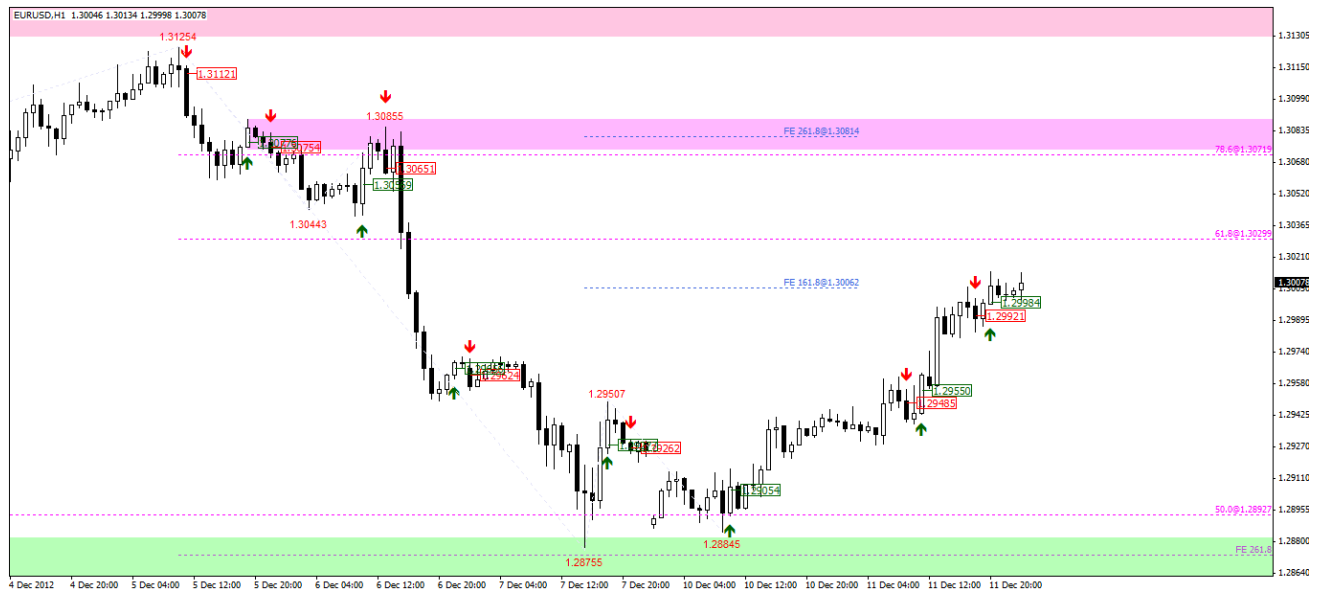 EURUSD,H1 1.30046 1.30134 1.29998 1.30078
1.31254
1.31121
1.30855
FE 261.8@1.30814
1.30754
78.6@1.30719
1.30651
1.30443
61.8@1.30299
FE 161.8@1.30062
1.29984
1.29921
1.29624
1.29550
1.29507
1.29485
1.29262
1.29054
50.0@1.28927
1.28845
FE 261.8
1.28755
1.31305
1.31150
1.30990
1.30835
1.30680
1.30520
1.30365
1.30210
1.30078
1.30050
1.29895
1.29740
1.29580
1.29425
1.29270
1.29110
1.28955
1.28800
1.28640
4 Dec 2012
4 Dec 20:00
5 Dec 04:00
5 Dec 12:00
5 Dec 20:00
6 Dec 04:00
6 Dec 12:00
6 Dec 20:00
7 Dec 04:00
7 Dec 12:00
7 Dec 20:00
10 Dec 04:00
10 Dec 12:00
10 Dec 20:00
11 Dec 04:00
11 Dec 12:00
11 Dec 20:00